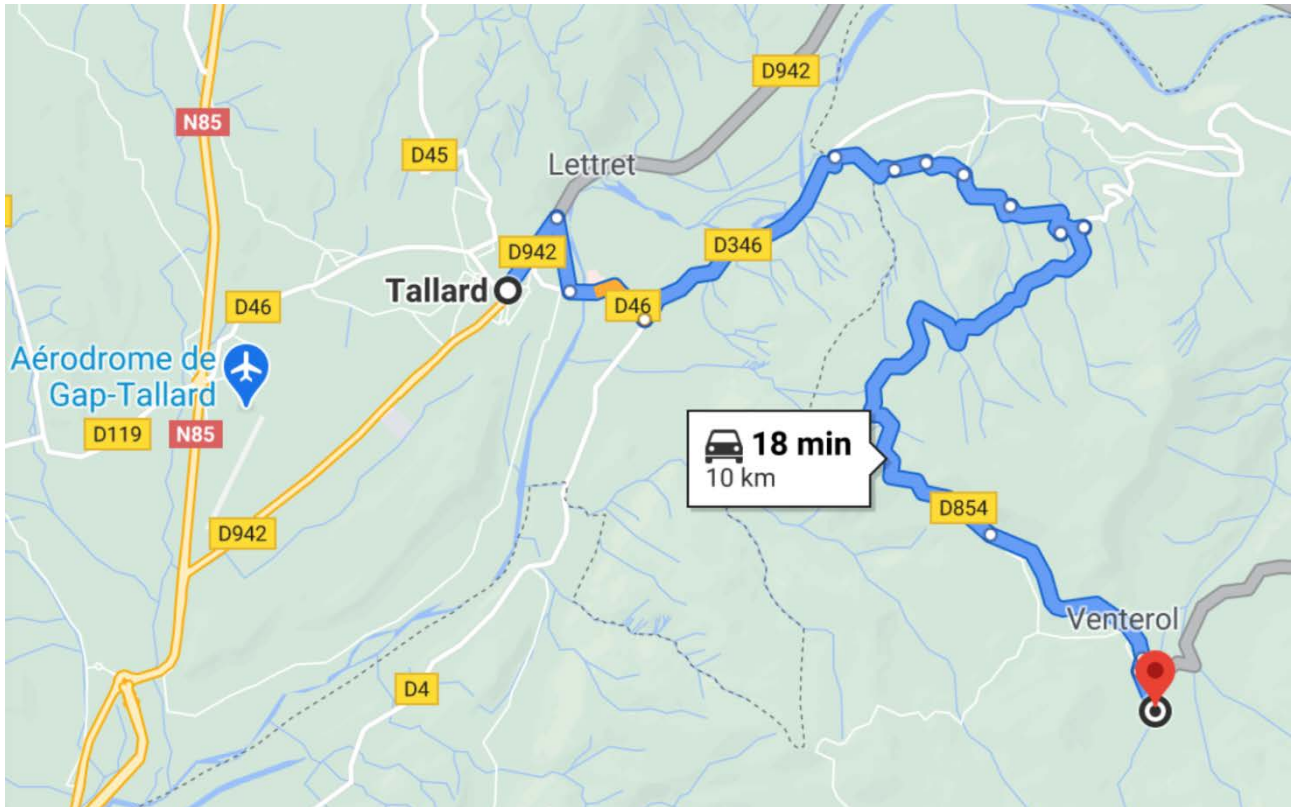 D942
N85
D45
Lettret
D346
D942
Tallard
D46
D46
Aérodrome de
Gap-Tallard
D119
N85
18 min
10 km
D854
D942
Venterol
D4